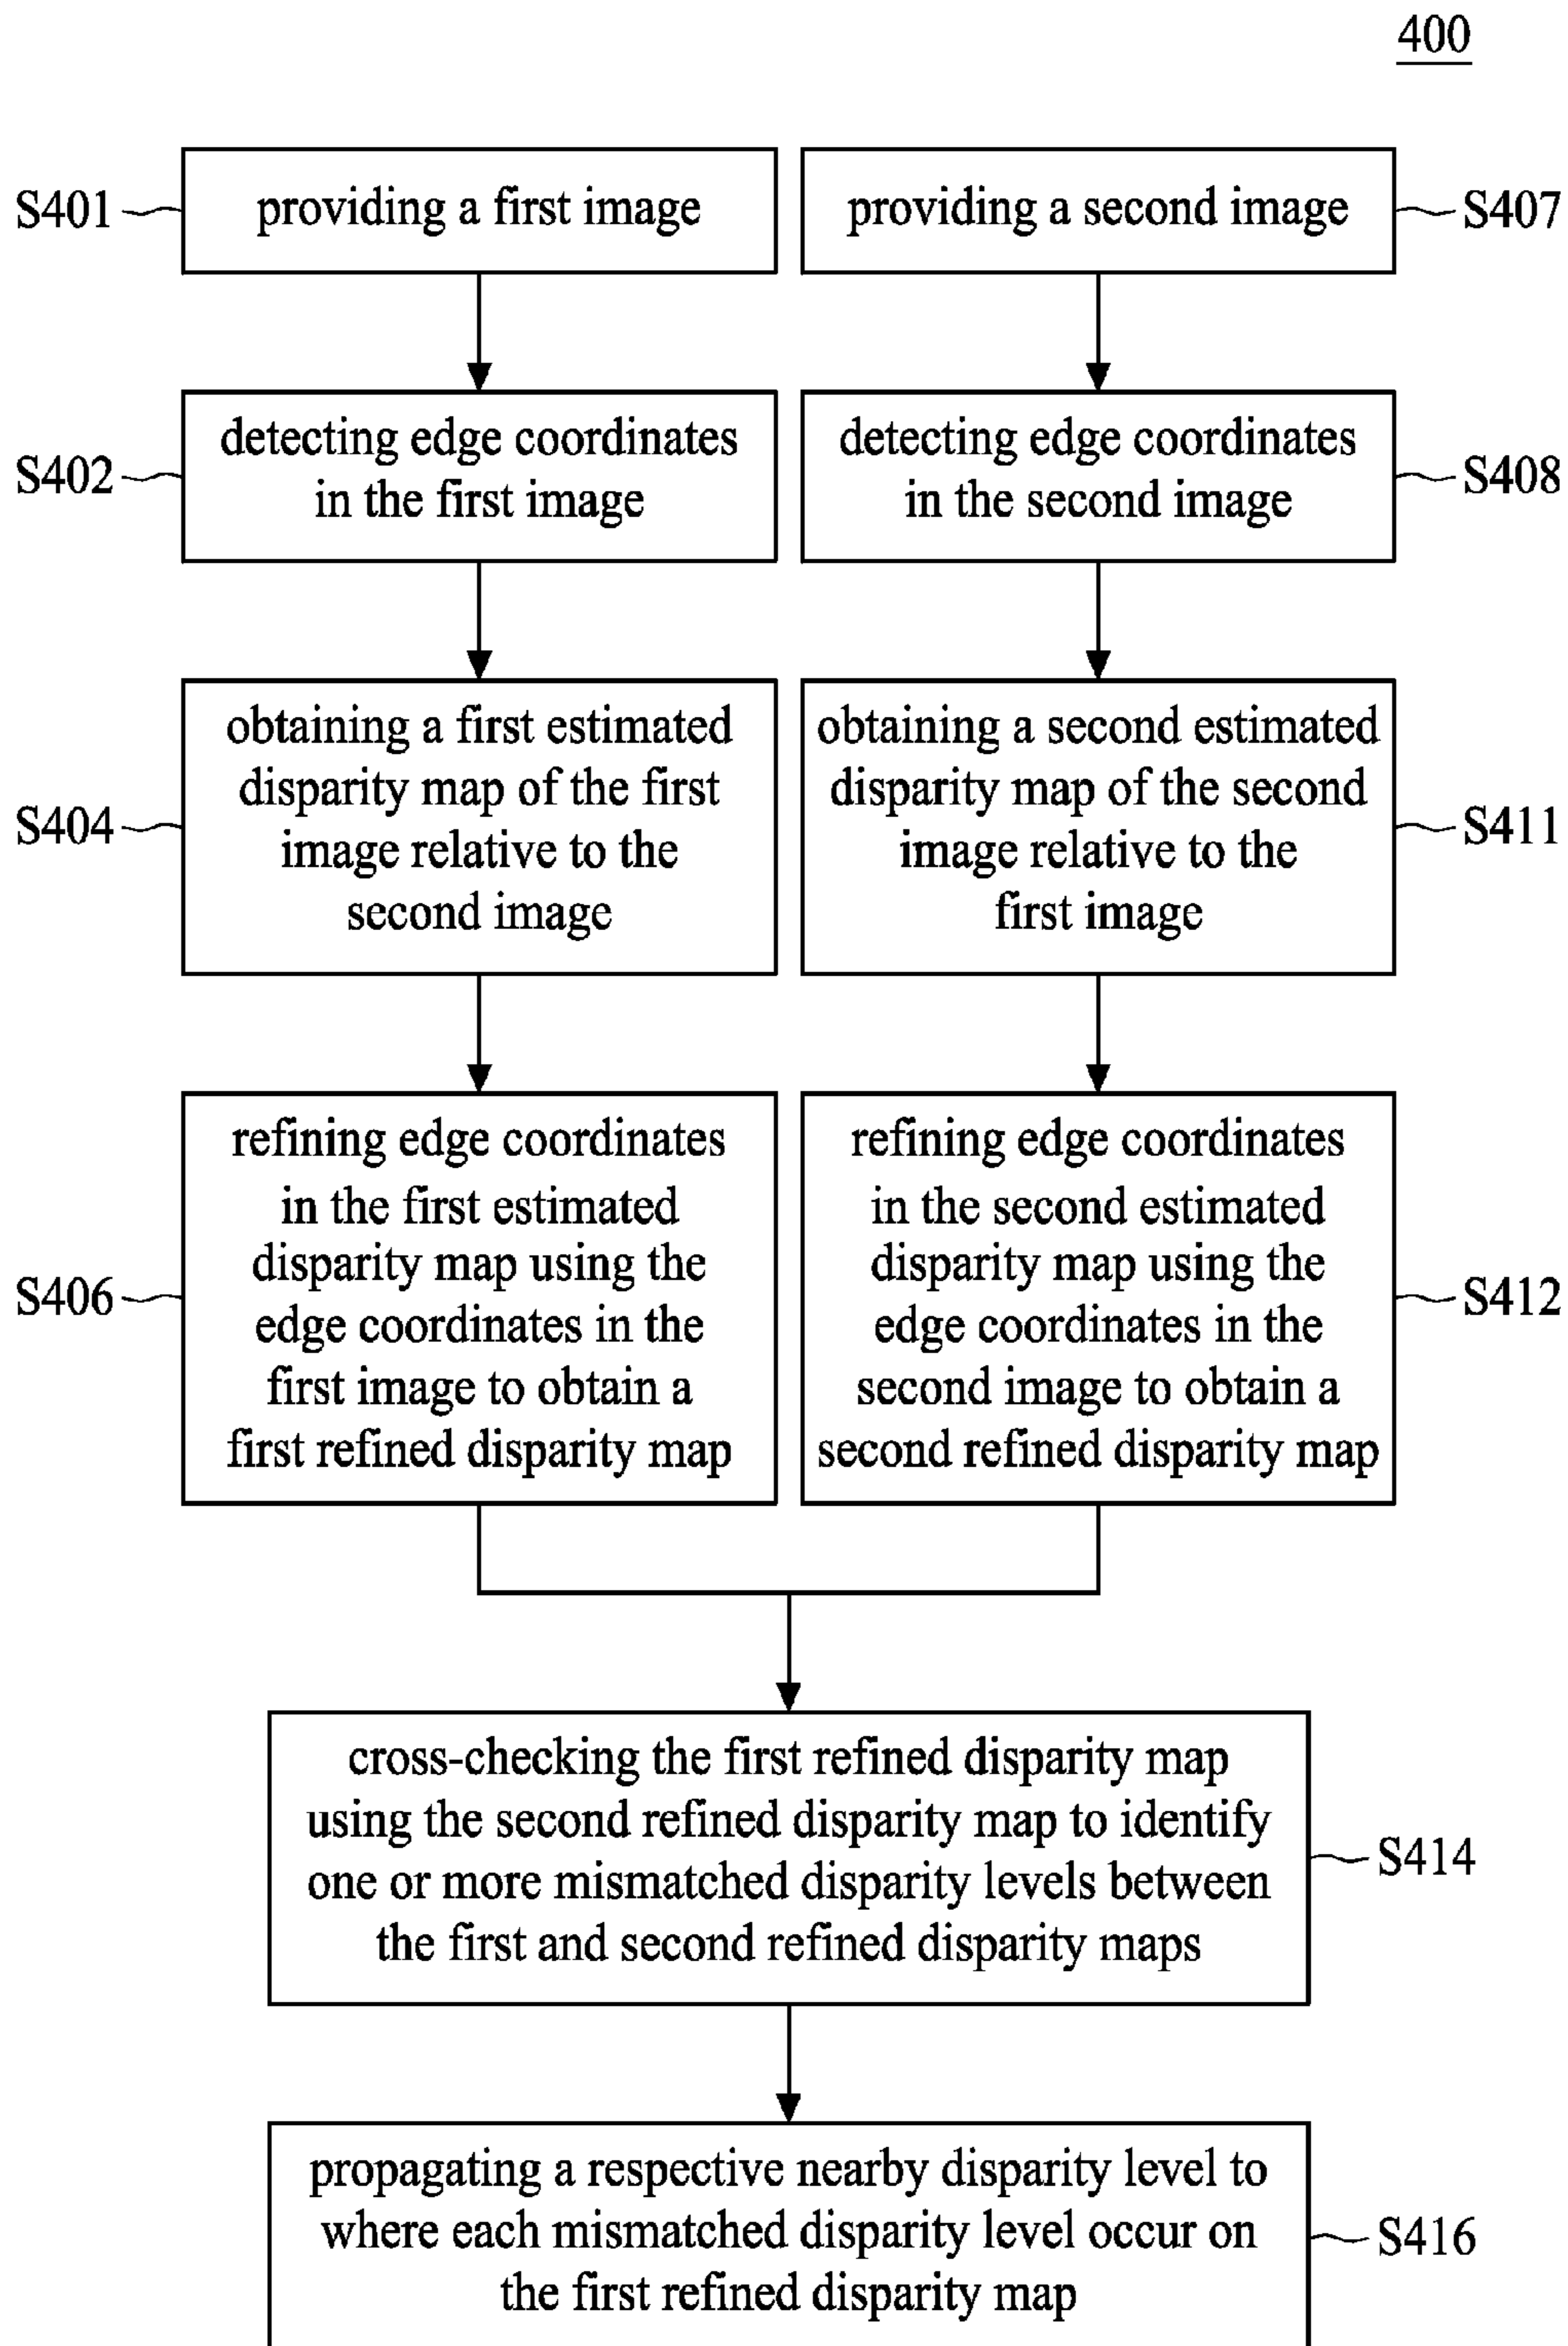 400
S401
providing a first image
providing a second image
S407
S402
detecting edge coordinates
in the first image
detecting edge coordinates
in the second image
S408
S404
obtaining a first estimated
disparity map of the first
image relative to the
second image
obtaining a second estimated
disparity map of the second
image relative to the
first image
S411
S406
refining edge coordinates
in the first estimated
disparity map using the
edge coordinates in the
first image to obtain a
first refined disparity map
refining edge coordinates
in the second estimated
disparity map using the
edge coordinates in the
second image to obtain a
second refined disparity map
S412
cross-checking the first refined disparity map
using the second refined disparity map to identify
one or more mismatched disparity levels between
the first and second refined disparity maps
S414
propagating a respective nearby disparity level to
where each mismatched disparity level occur on
the first refined disparity map
S416